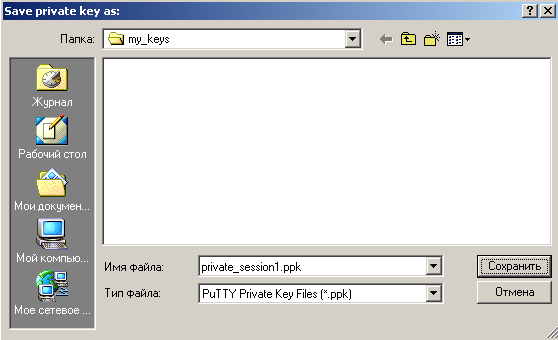 Save private key as:
Папка:
my_keys
Журнал
Рабочий стол
Мои докумен...
Мой компью...
Мое сетевое ...
Имя файла:
private_session1.ppk
Сохранить
Тип файла:
PuTTY Private Key Files (*.ppk)
Отмена